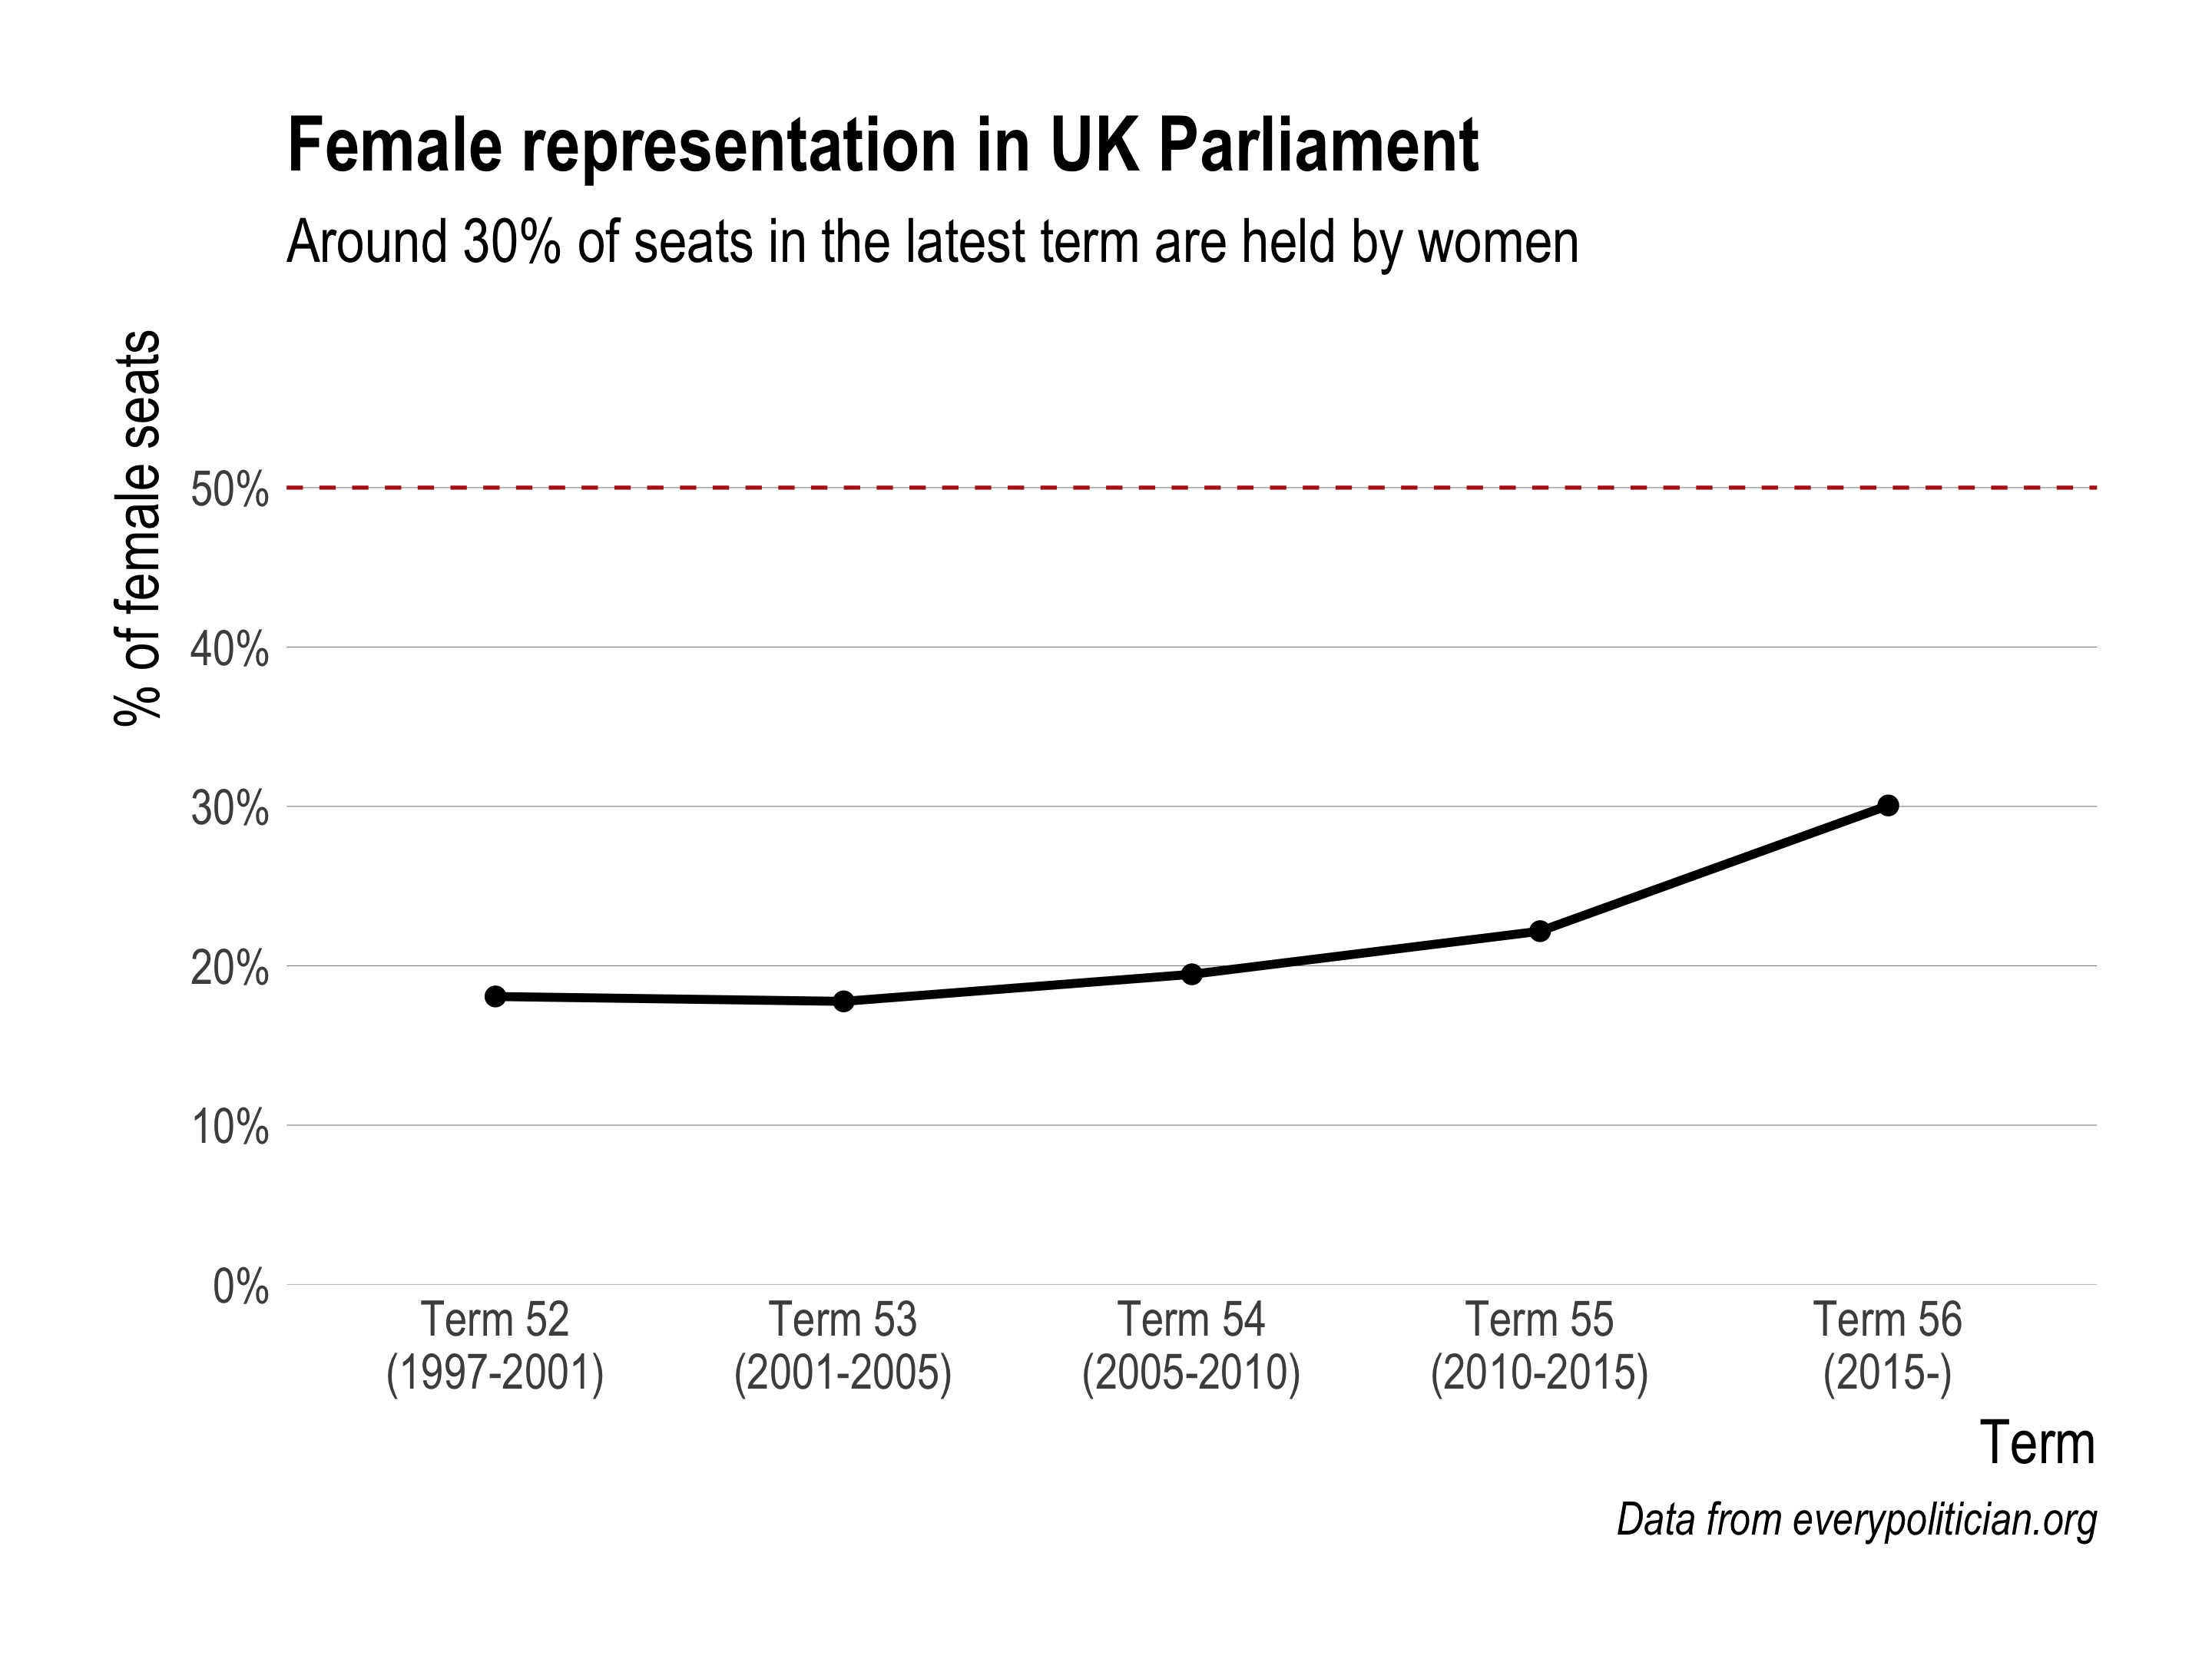 Female representation in UK Parliament
Around 30% of seats in the latest term are held by women
% of female seats
50%
40%
30%
20%
10%
0%
Term 52
(1997-2001)
Term 53
(2001-2005)
Term 54
(2005-2010)
Term 55
(2010-2015)
Term 56
(2015-)
Term
Data from everypolitician.org